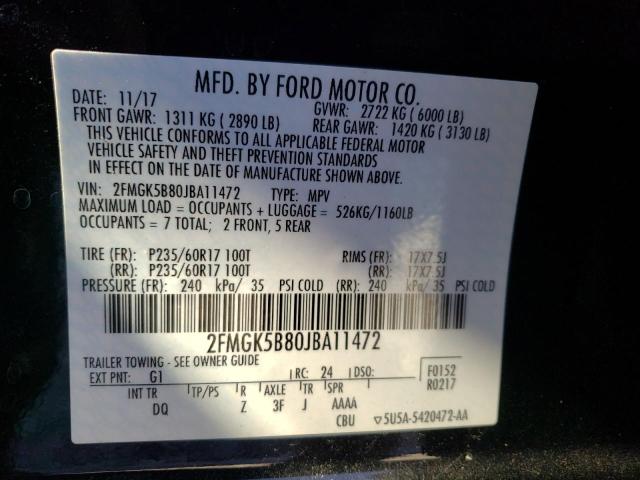 MFD. BY FORD MOTOR CO.
DATE: 11/17 GVWR: 2722 KG ( 6000 LB)
FRONT GAWR: 1311 KG ( 2890 LB) REAR GAWR: 1420 KG ( 3130 LB)
THIS VEHICLE CONFORMS TO ALL APPLICABLE FEDERAL MOTOR
VEHICLE SAFETY AND THEFT PREVENTION STANDARDS
IN EFFECT ON THE DATE OF MANUFACTURE SHOWN ABOVE.
VIN: 2FMGK5B80JBA11472 TYPE: MPV
MAXIMUM LOAD = OCCUPANTS + LUGGAGE = 526KG/1160LB
OCCUPANTS = 7 TOTAL; 2 FRONT, 5 REAR
TIRE (FR): P235/60R17 100T RIMS (FR): 17X7.5J
(RR): P235/60R17 100T (RR): 17X7.5J
PRESSURE (FR): 240 kPa/ 35 PSI COLD (RR): 240 kPa/ 35 PSI COLD
2FMGK5B80JBA11472
TRAILER TOWING - SEE OWNER GUIDE
EXT PNT: G1 RC: 24 DSO: F0152
R0217
INT TR TP/PS R AXLE TR SPR
DQ Z 3F J AAAA
CBU ▽5U5A-5420472-AA